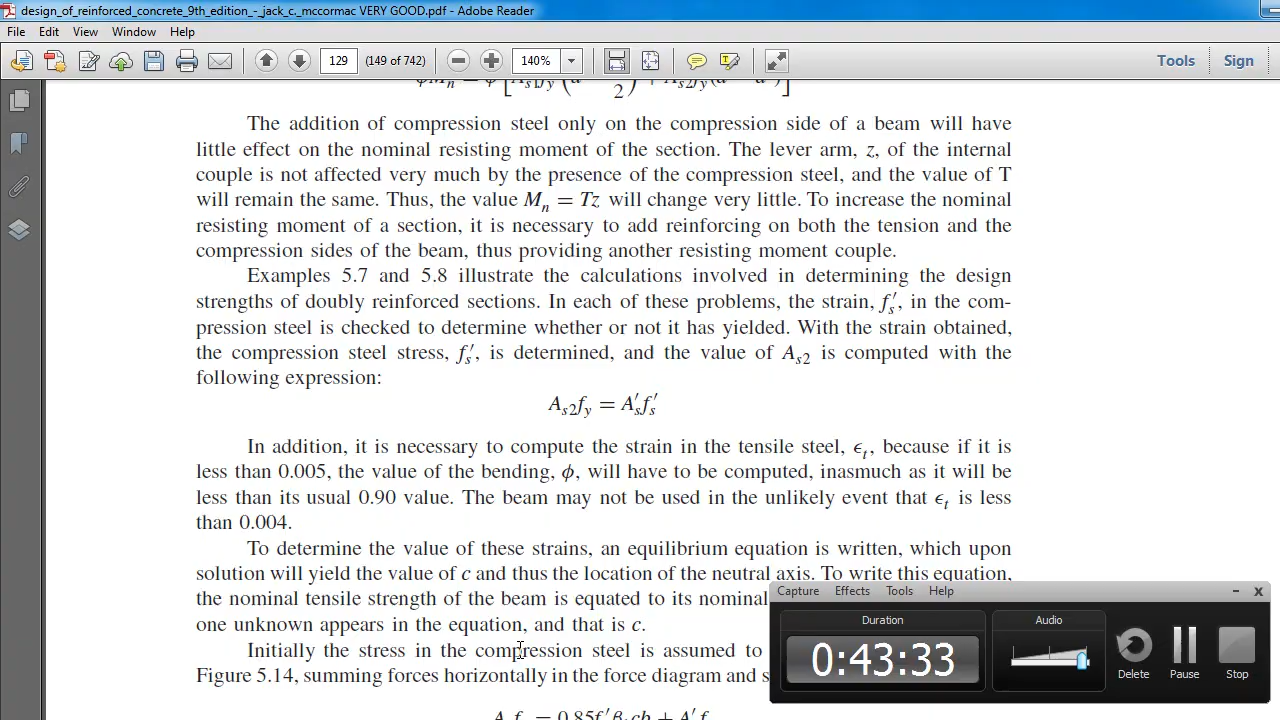 design_of_reinforced_concrete_9th_edition_-_jack_c._mccormac VERY GOOD.pdf - Adobe Reader
File Edit View Window Help
129 (149 of 742) 140% Tools Sign
The addition of compression steel only on the compression side of a beam will have
little effect on the nominal resisting moment of the section. The lever arm, z, of the internal
couple is not affected very much by the presence of the compression steel, and the value of T
will remain the same. Thus, the value Mn = Tz will change very little. To increase the nominal
resisting moment of a section, it is necessary to add reinforcing on both the tension and the
compression sides of the beam, thus providing another resisting moment couple.
Examples 5.7 and 5.8 illustrate the calculations involved in determining the design
strengths of doubly reinforced sections. In each of these problems, the strain, f's, in the com-
pression steel is checked to determine whether or not it has yielded. With the strain obtained,
the compression steel stress, f's, is determined, and the value of As2 is computed with the
following expression:
As2fy = A's f's
In addition, it is necessary to compute the strain in the tensile steel, ϵt, because if it is
less than 0.005, the value of the bending, ϕ, will have to be computed, inasmuch as it will be
less than its usual 0.90 value. The beam may not be used in the unlikely event that ϵt is less
than 0.004.
To determine the value of these strains, an equilibrium equation is written, which upon
solution will yield the value of c and thus the location of the neutral axis. To write this equation,
the nominal tensile strength of the beam is equated to its nominal
one unknown appears in the equation, and that is c.
Initially the stress in the compression steel is assumed to
Figure 5.14, summing forces horizontally in the force diagram and s
Capture Effects Tools Help
Duration Audio
0:43:33
Delete Pause Stop